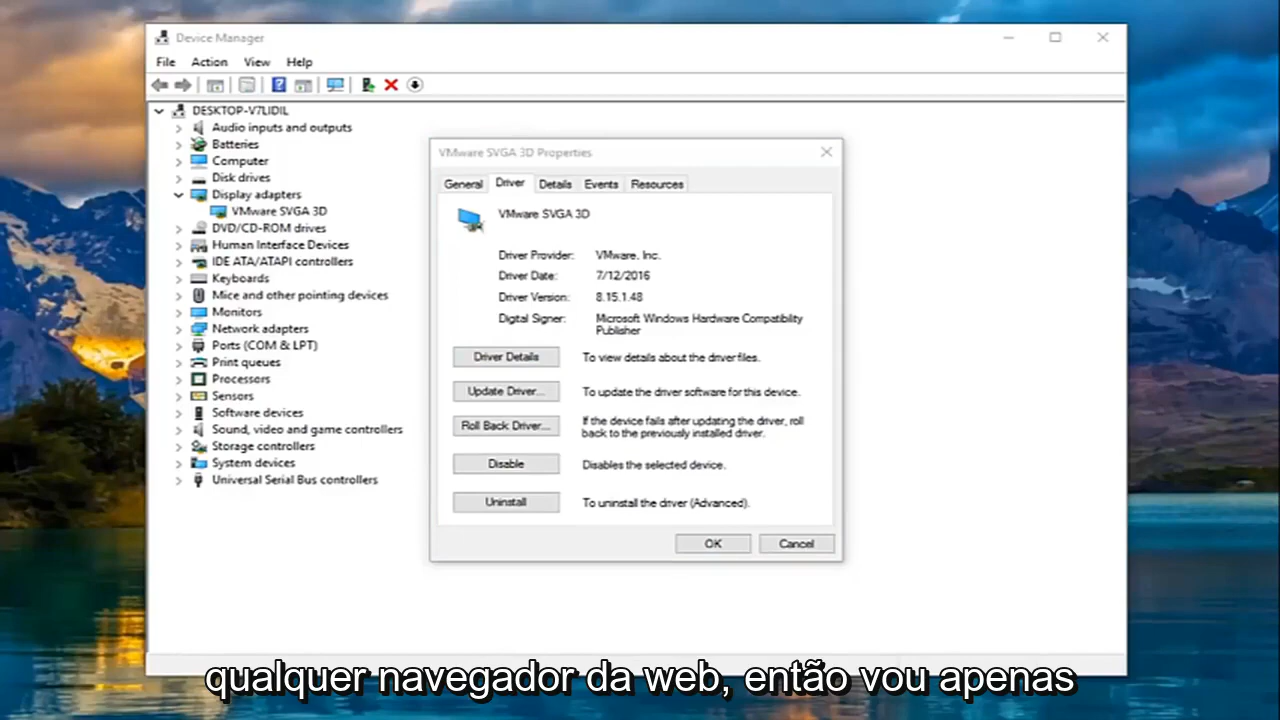 Device Manager
File Action View Help
DESKTOP-V7LIDIL
Audio inputs and outputs
Batteries
Computer
Disk drives
Display adapters
VMware SVGA 3D
DVD/CD-ROM drives
Human Interface Devices
IDE ATA/ATAPI controllers
Keyboards
Mice and other pointing devices
Monitors
Network adapters
Ports (COM & LPT)
Print queues
Processors
Sensors
Software devices
Sound, video and game controllers
Storage controllers
System devices
Universal Serial Bus controllers
VMware SVGA 3D Properties
General Driver Details Events Resources
VMware SVGA 3D
Driver Provider: VMware, Inc.
Driver Date: 7/12/2016
Driver Version: 8.15.1.48
Digital Signer: Microsoft Windows Hardware Compatibility
Publisher
Driver Details To view details about the driver files.
Update Driver... To update the driver software for this device.
Roll Back Driver... If the device fails after updating the driver, roll
back to the previously installed driver.
Disable Disables the selected device.
Uninstall To uninstall the driver (Advanced).
OK Cancel
qualquer navegador da web, então vou apenas